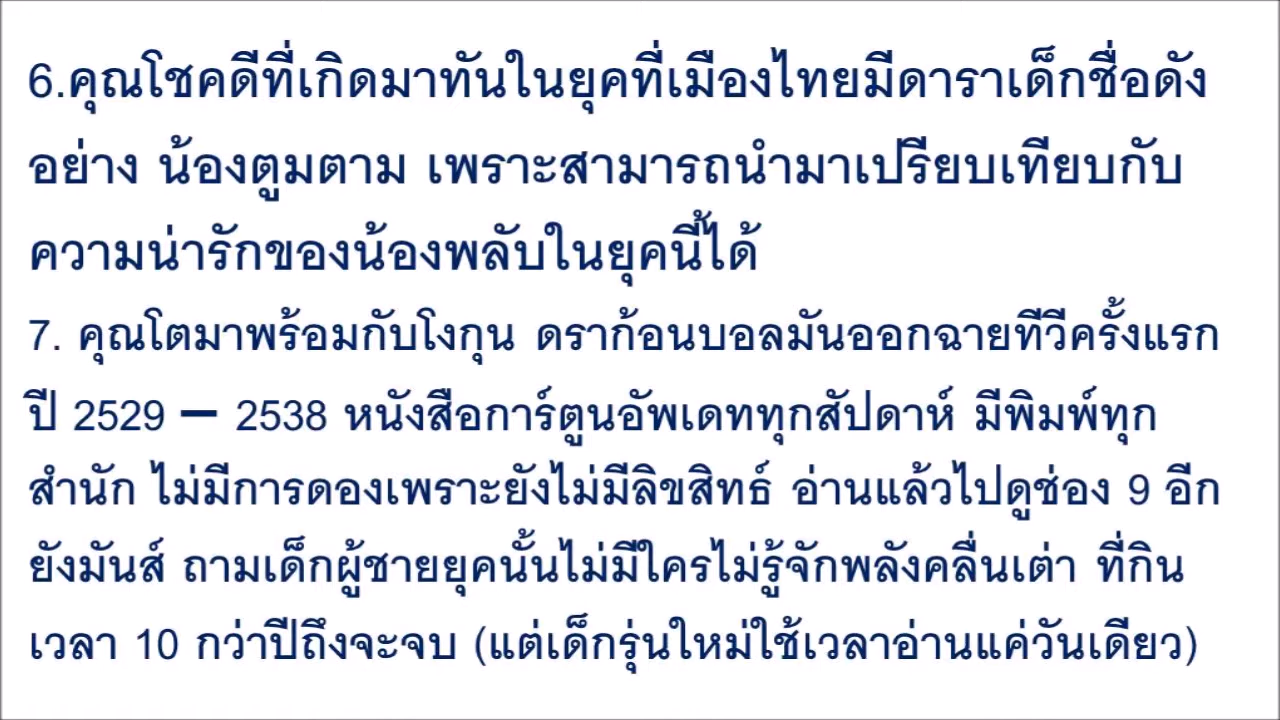 6.คุณโชคดีที่เกิดมาทันในยุคที่เมืองไทยมีดาราเด็กชื่อดัง
อย่าง น้องตูมตาม เพราะสามารถนำมาเปรียบเทียบกับ
ความน่ารักของน้องพลับในยุคนี้ได้
7. คุณโตมาพร้อมกับโงกุน ดราก้อนบอลมันออกฉายทีวีครั้งแรก
ปี 2529 – 2538 หนังสือการ์ตูนอัพเดททุกสัปดาห์ มีพิมพ์ทุก
สำนัก ไม่มีการดองเพราะยังไม่มีลิขสิทธ์ อ่านแล้วไปดูช่อง 9 อีก
ยังมันส์ ถามเด็กผู้ชายยุคนั้นไม่มีใครไม่รู้จักพลังคลื่นเต่า ที่กิน
เวลา 10 กว่าปีถึงจะจบ (แต่เด็กรุ่นใหม่ใช้เวลาอ่านแค่วันเดียว)